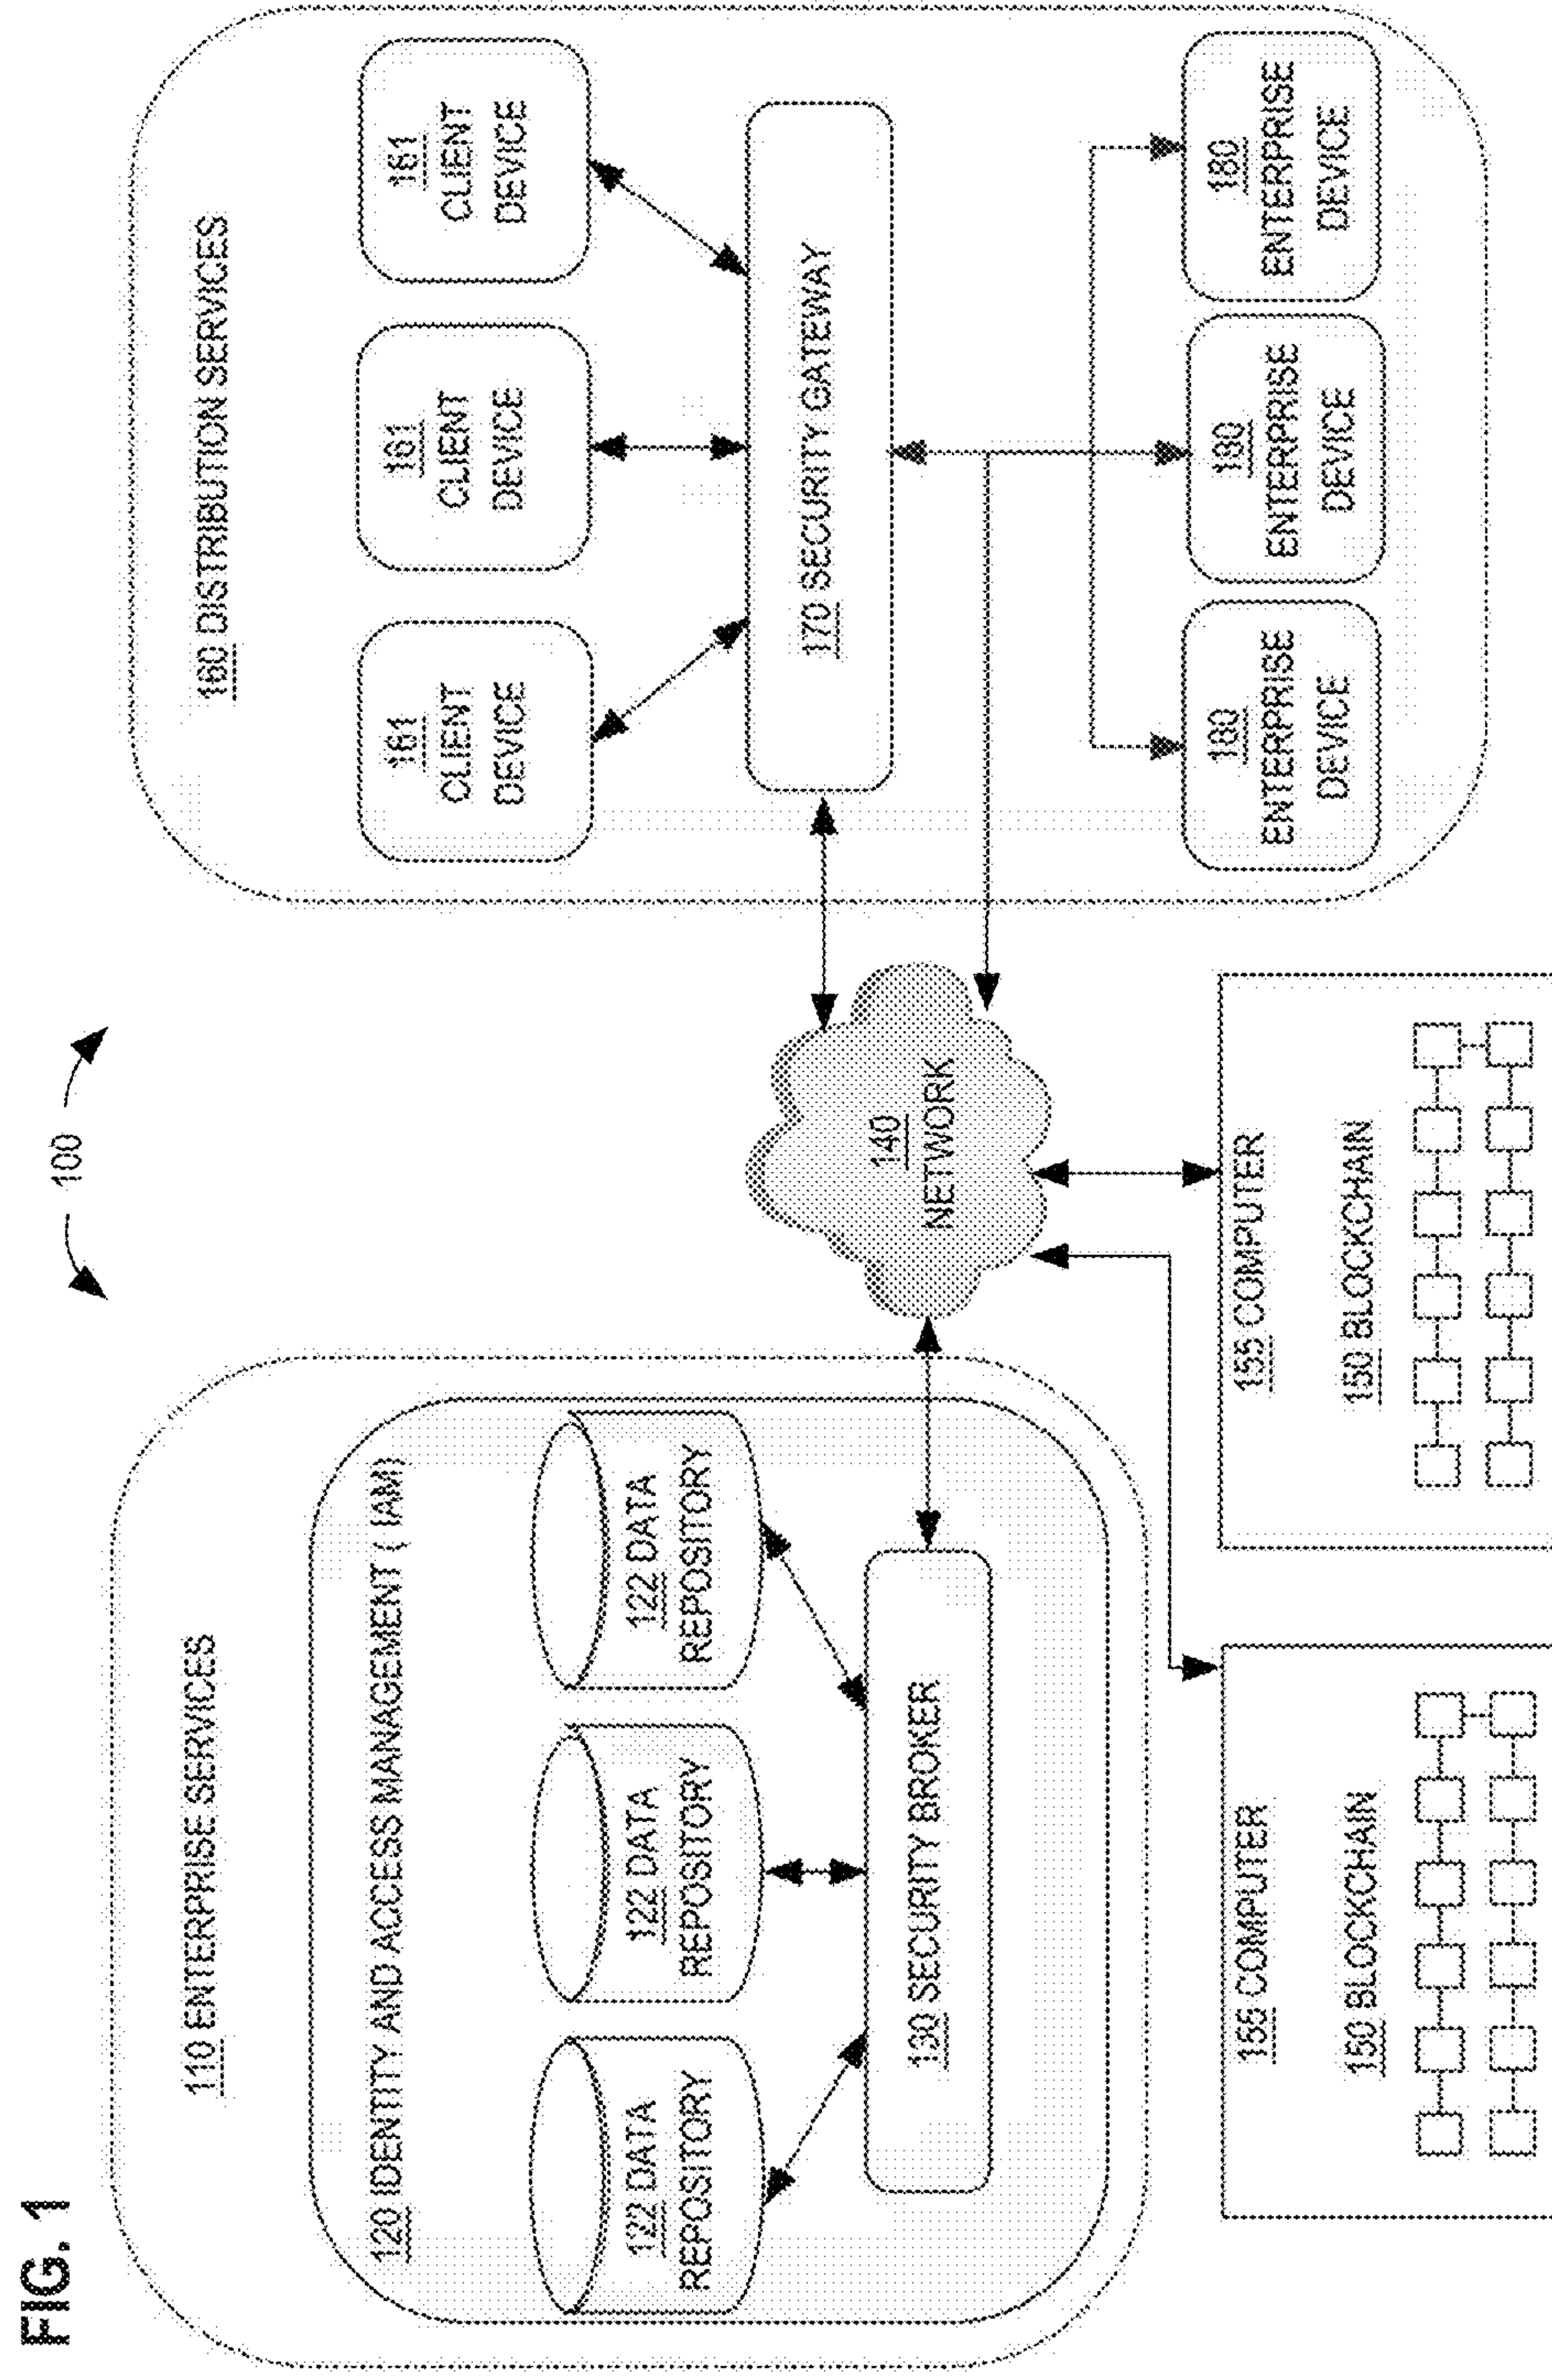 FIG. 1
100
110 ENTERPRISE SERVICES
120 IDENTITY AND ACCESS MANAGEMENT ( IAM)
122 DATA
REPOSITORY
122 DATA
REPOSITORY
122 DATA
REPOSITORY
130 SECURITY BROKER
140
NETWORK
160 DISTRIBUTION SERVICES
161
CLIENT
DEVICE
161
CLIENT
DEVICE
161
CLIENT
DEVICE
170 SECURITY GATEWAY
180
ENTERPRISE
DEVICE
180
ENTERPRISE
DEVICE
180
ENTERPRISE
DEVICE
155 COMPUTER
150 BLOCKCHAIN
155 COMPUTER
150 BLOCKCHAIN